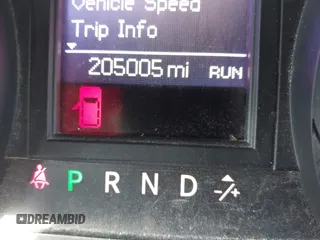 Vehicle Speed
Trip Info
205005 mi RUN
P R N D -/+
DREAMBID